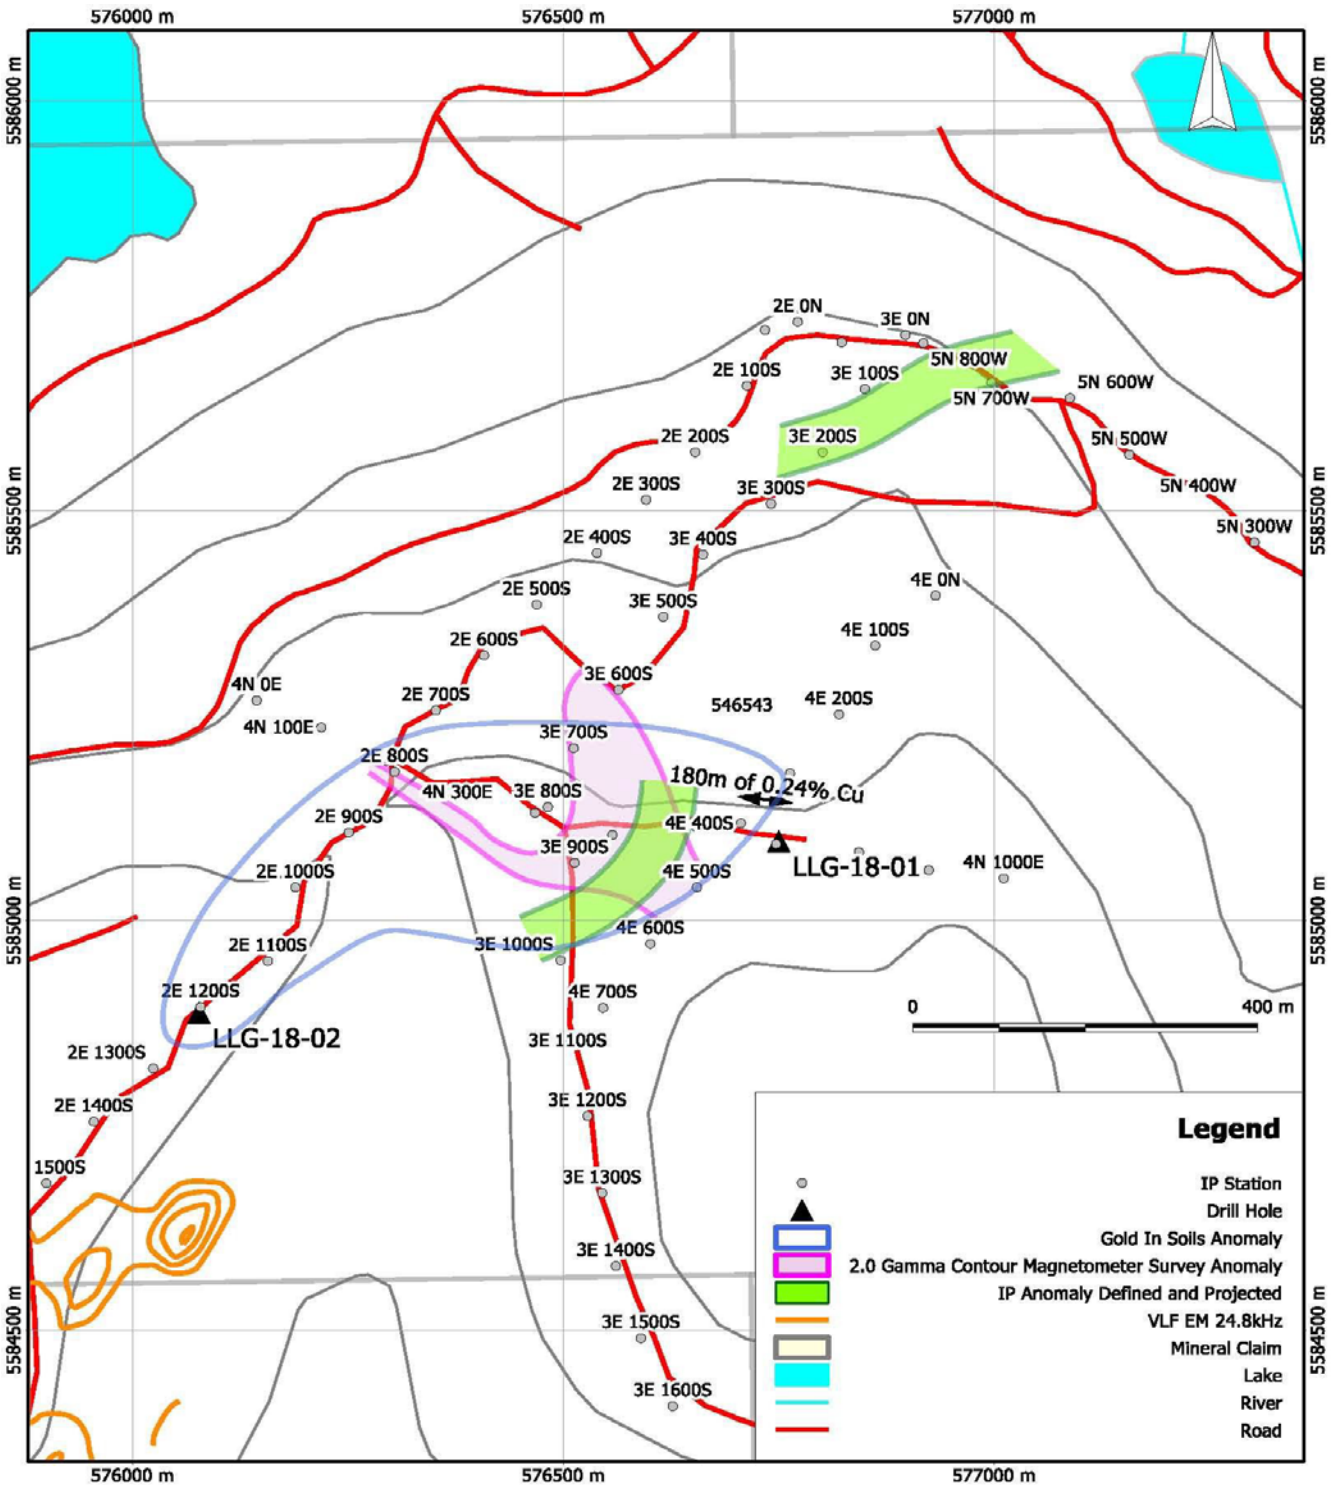 576000 m
576500 m
577000 m
5586000 m
5586000 m
2E 0N
3E 0N
5N 800W
2E 100S
3E 100S
5N 600W
5N 700W
2E 200S
3E 200S
5N 500W
2E 300S
3E 300S
5N 400W
5585500 m
5585500 m
5N 300W
2E 400S
3E 400S
4E 0N
2E 500S
3E 500S
4E 100S
2E 600S
3E 600S
4N 0E
2E 700S
546543
4E 200S
4N 100E
3E 700S
2E 800S
180m of 0.24% Cu
4N 300E
3E 800S
2E 900S
4E 400S
3E 900S
LLG-18-01
4N 1000E
2E 1000S
4E 500S
5585000 m
5585000 m
2E 1100S
3E 1000S
4E 600S
2E 1200S
4E 700S
0
400 m
LLG-18-02
3E 1100S
2E 1300S
2E 1400S
3E 1200S
Legend
1500S
3E 1300S
IP Station
Drill Hole
3E 1400S
Gold In Soils Anomaly
2.0 Gamma Contour Magnetometer Survey Anomaly
IP Anomaly Defined and Projected
5584500 m
5584500 m
3E 1500S
VLF EM 24.8kHz
Mineral Claim
Lake
3E 1600S
River
Road
576000 m
576500 m
577000 m